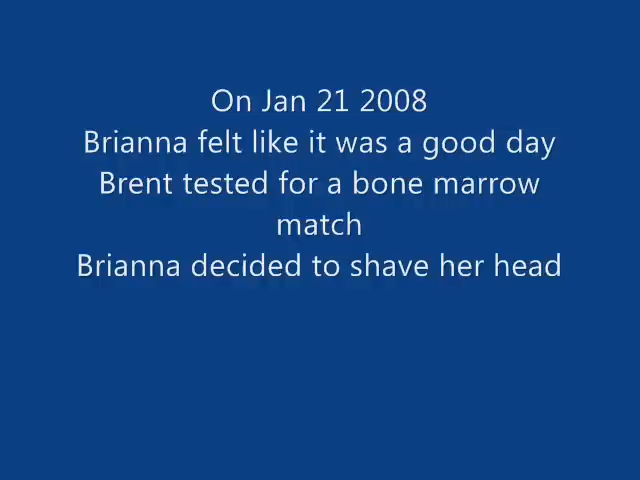 On Jan 21 2008
Brianna felt like it was a good day
Brent tested for a bone marrow
match
Brianna decided to shave her head